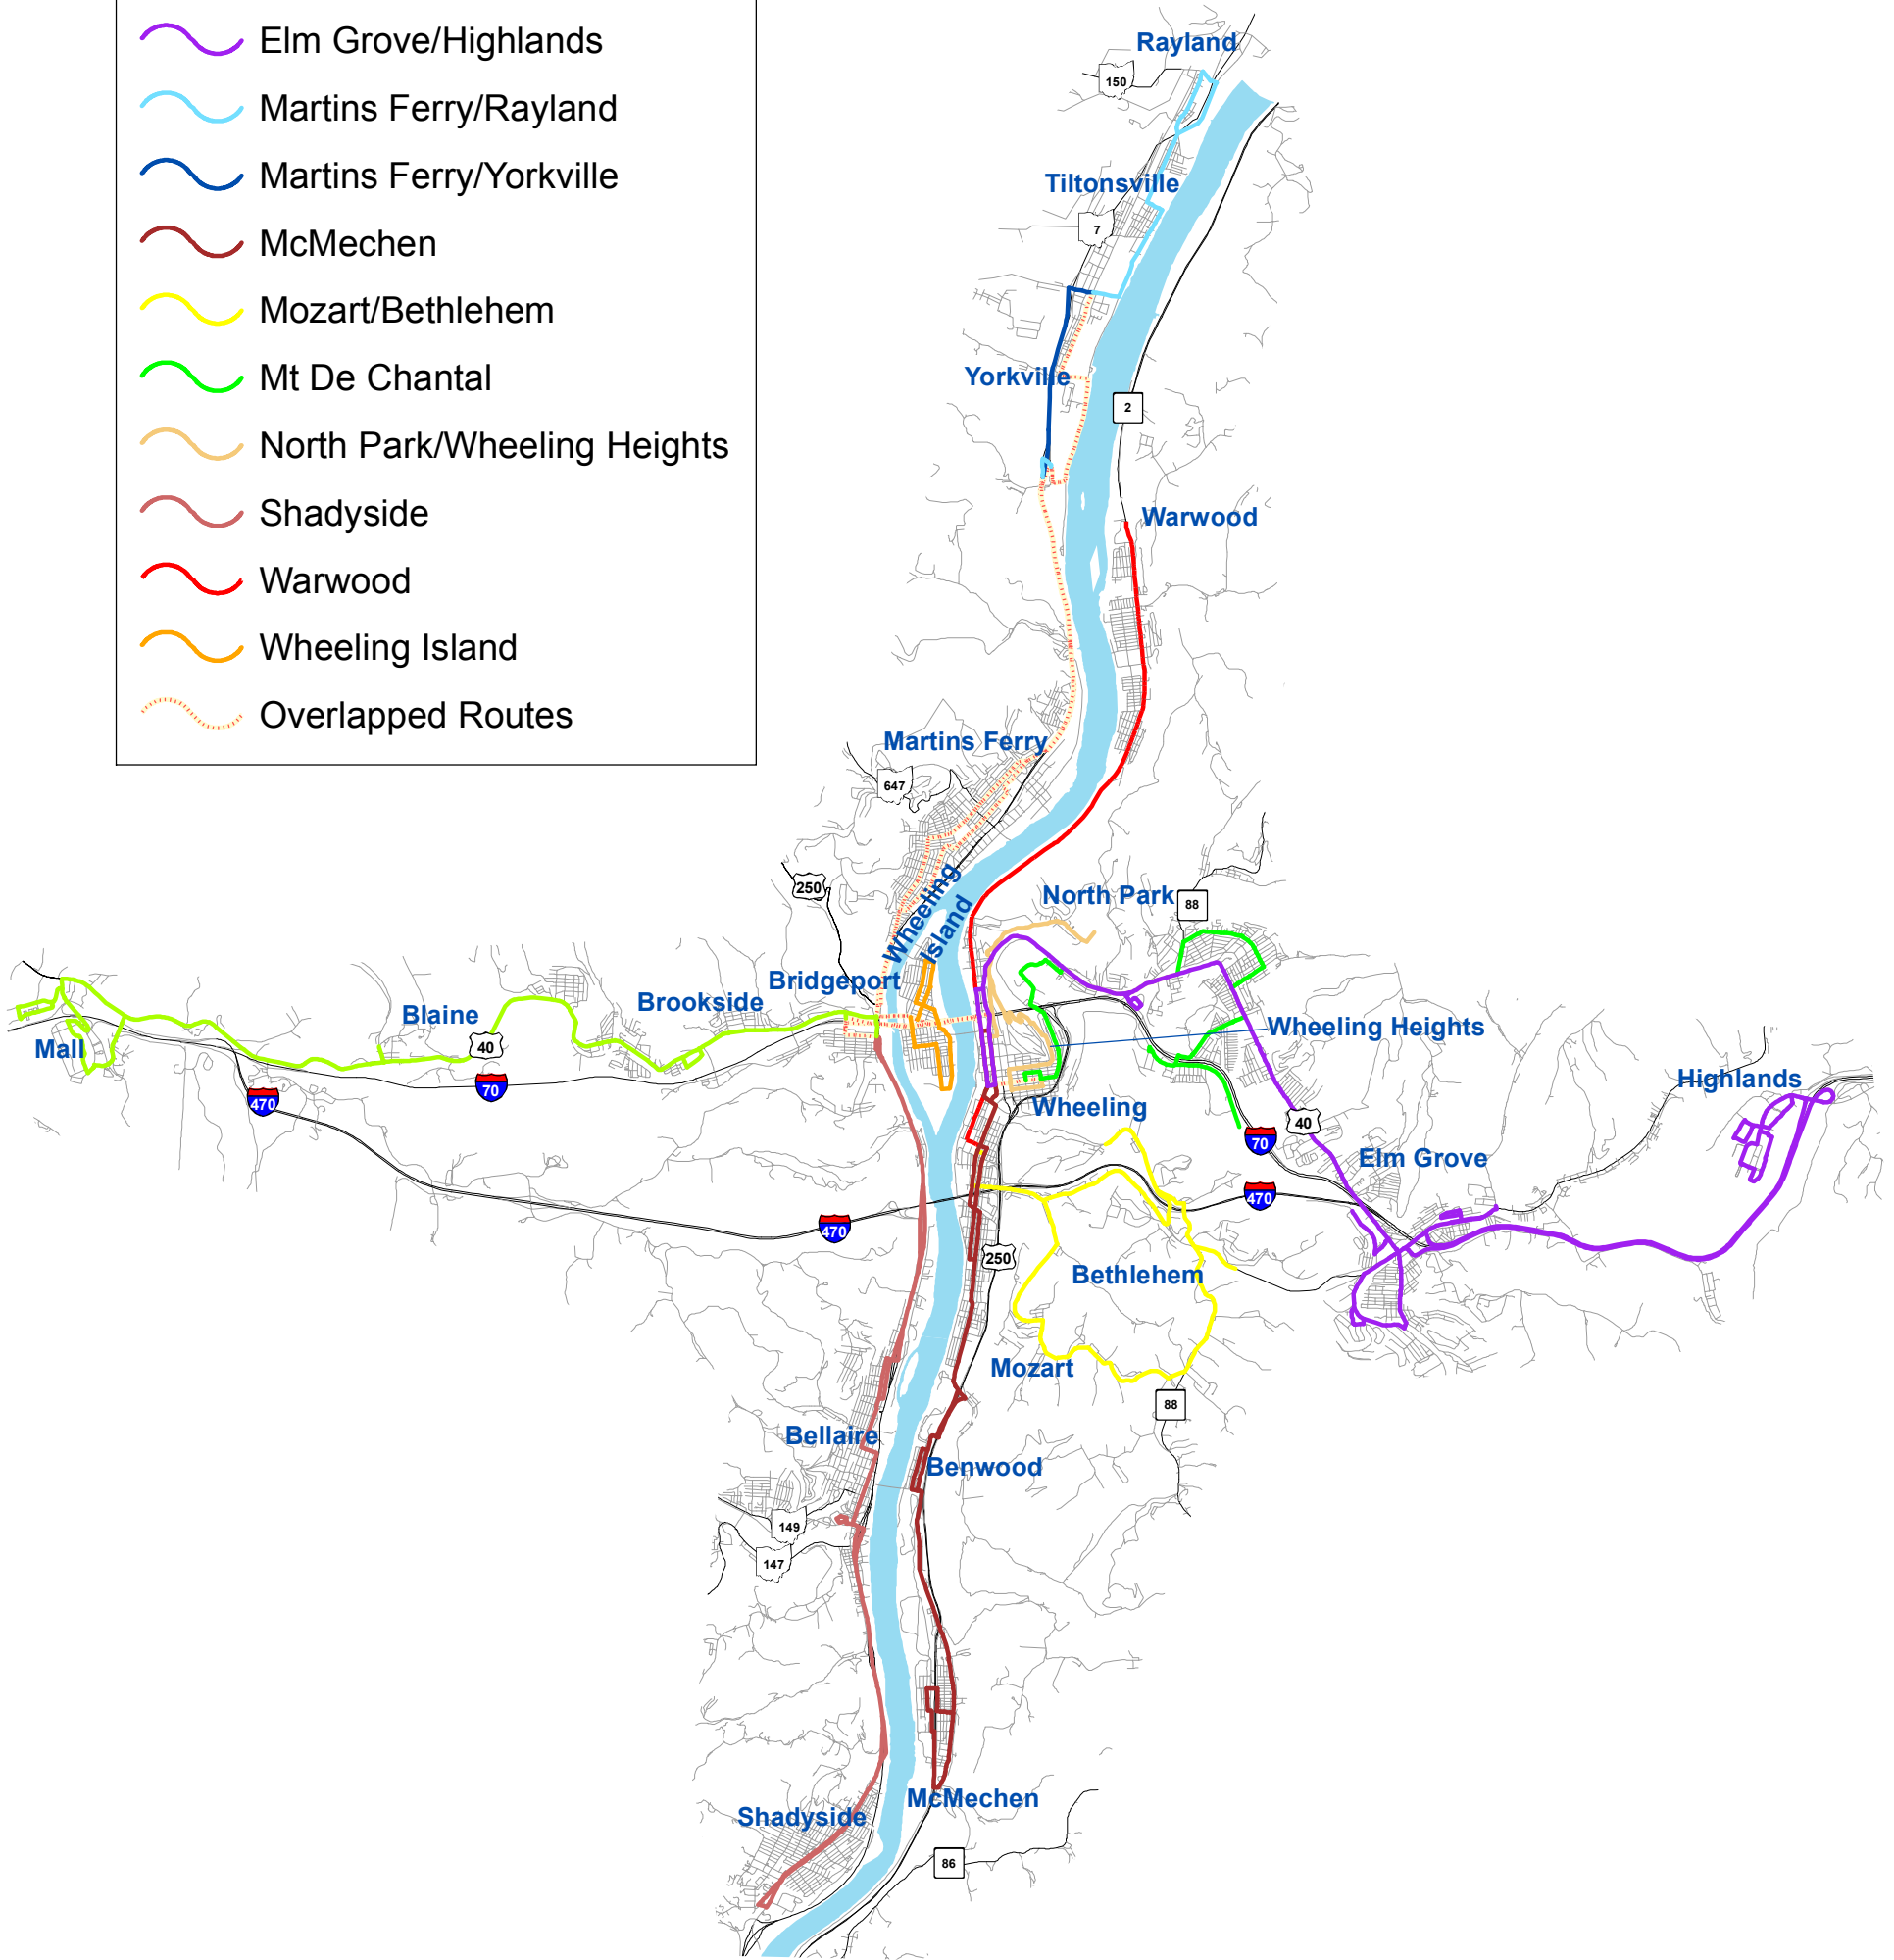 Elm Grove/Highlands
Martins Ferry/Rayland
Martins Ferry/Yorkville
McMechen
Mozart/Bethlehem
Mt De Chantal
North Park/Wheeling Heights
Shadyside
Warwood
Wheeling Island
Overlapped Routes
Rayland
150
Tiltonsville
7
Yorkville
2
Warwood
Martins Ferry
647
250
Wheeling
Island
North Park
88
Bridgeport
Brookside
Blaine
40
Mall
70
470
Wheeling Heights
Wheeling
Highlands
40
70
Elm Grove
470
470
250
Bethlehem
Mozart
88
Bellaire
Benwood
149
147
McMechen
Shadyside
86